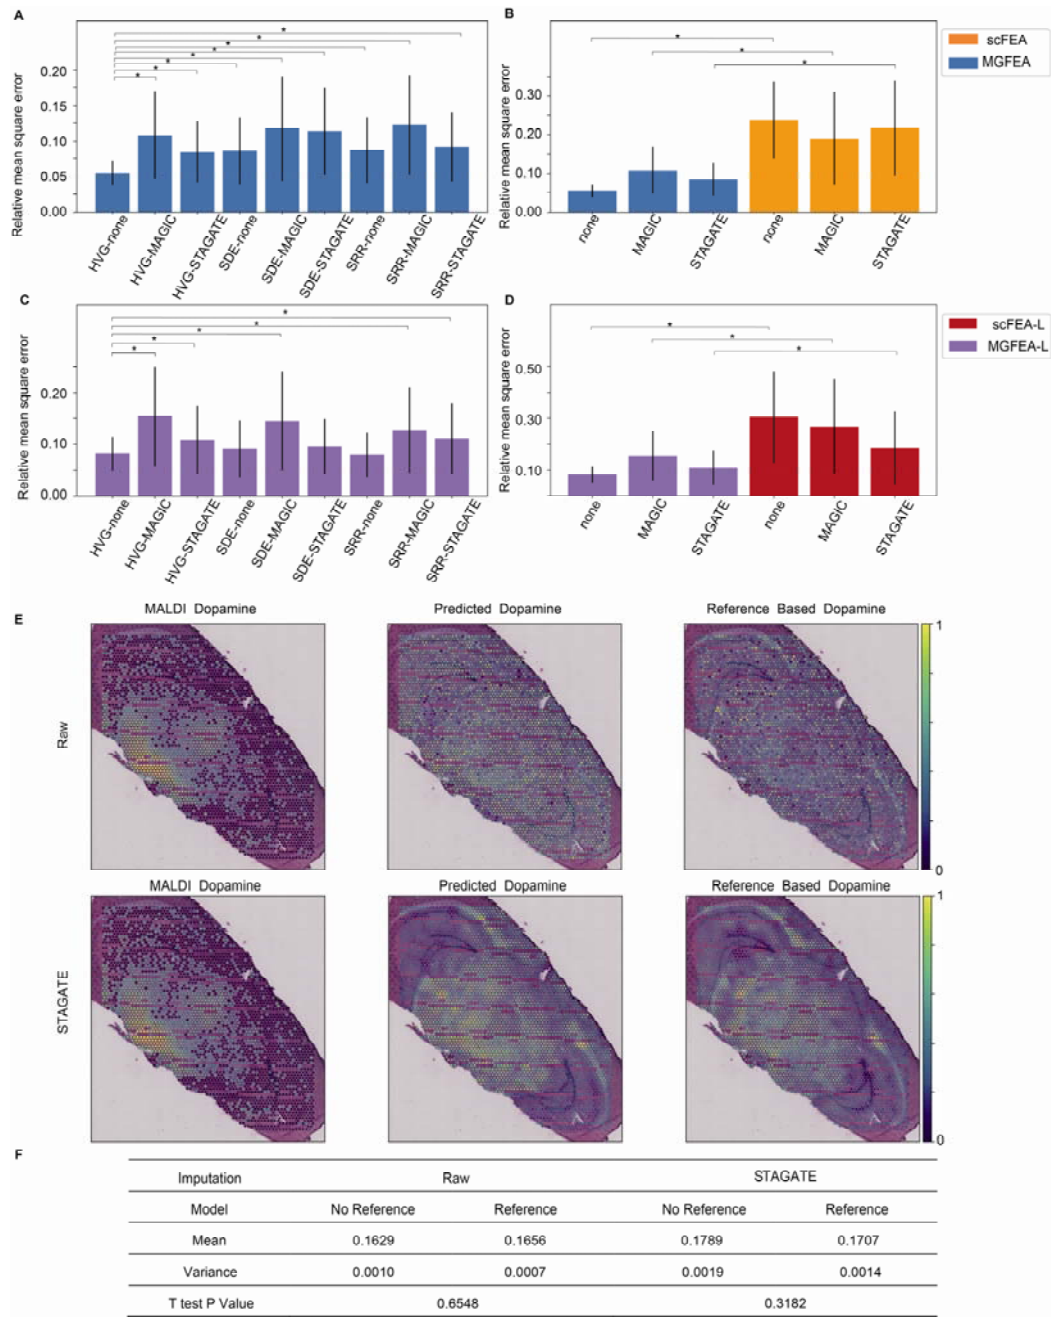 A
Relative mean square error
0.20
0.15
0.10
0.05
0.00
* * * * * * * *
HVG-none
HVG-MAGIC
HVG-STAGATE
SDE-none
SDE-MAGIC
SDE-STAGATE
SRR-none
SRR-MAGIC
SRR-STAGATE
B
Relative mean square error
0.30
0.20
0.10
0.00
* * *
none
MAGIC
STAGATE
none
MAGIC
STAGATE
scFEA
MGFEA
C
Relative mean square error
0.20
0.10
0.00
* * * * *
HVG-none
HVG-MAGIC
HVG-STAGATE
SDE-none
SDE-MAGIC
SDE-STAGATE
SRR-none
SRR-MAGIC
SRR-STAGATE
D
Relative mean square error
0.50
0.30
0.10
* * *
none
MAGIC
STAGATE
none
MAGIC
STAGATE
scFEA-L
MGFEA-L
E
MALDI Dopamine Predicted Dopamine Reference Based Dopamine
Raw
1
0
MALDI Dopamine Predicted Dopamine Reference Based Dopamine
STAGATE
1
0
F
Imputation Raw STAGATE
Model No Reference Reference No Reference Reference
Mean 0.1629 0.1656 0.1789 0.1707
Variance 0.0010 0.0007 0.0019 0.0014
T test P Value 0.6548 0.3182